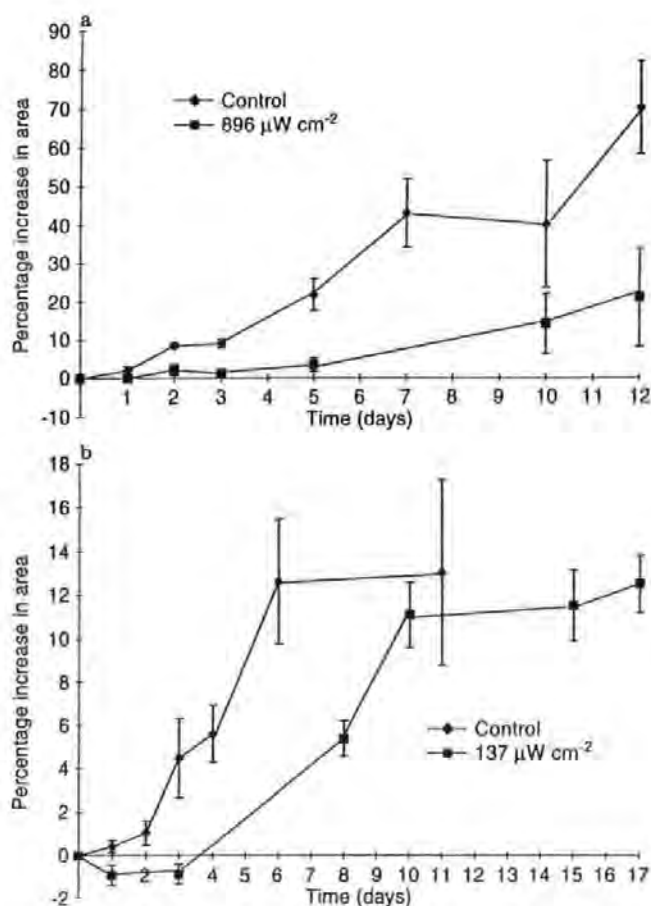 a
90
80
70
60
50
40
30
20
10
0
-10
Percentage increase in area
Control
896 μW cm-2
1 2 3 4 5 6 7 8 9 10 11 12
Time (days)
b
18
16
14
12
10
8
6
4
2
0
-2
Percentage increase in area
Control
137 μW cm-2
1 2 3 4 5 6 7 8 9 10 11 12 13 14 15 16 17
Time (days)